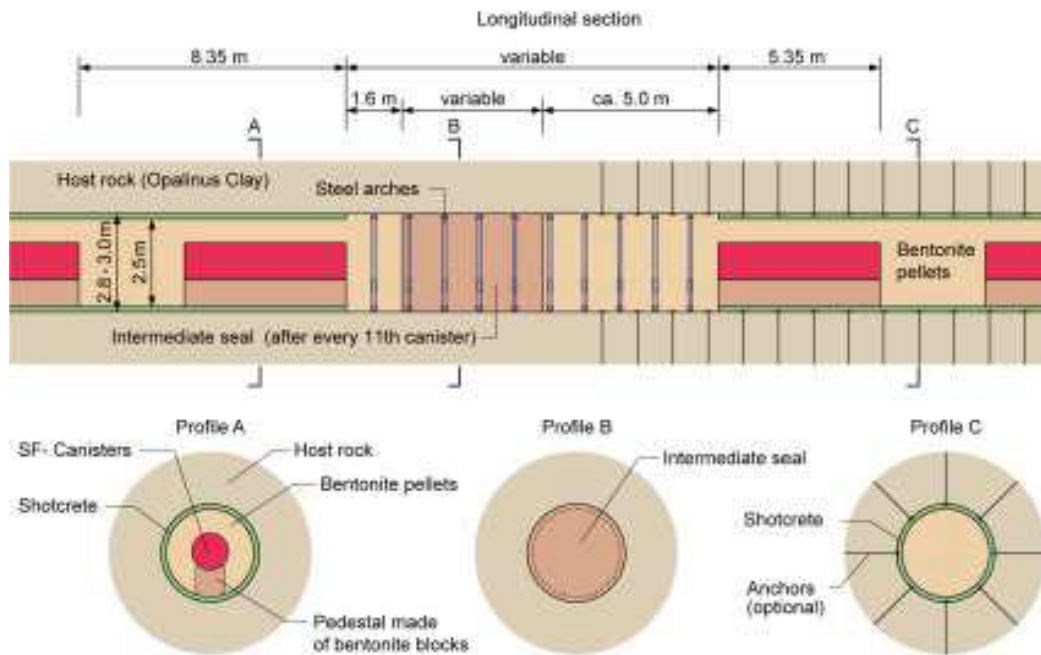 Longitudinal section
8.35 m
variable
5.35 m
1.6 m
variable
ca. 5.0 m
A
B
C
Host rock (Opalinus Clay)
Steel arches
2.8 - 3.0m
2.5m
Bentonite
pellets
Intermediate seal (after every 11th canister)
Profile A
SF- Canisters
Host rock
Bentonite pellets
Shotcrete
Pedestal made
of bentonite blocks
Profile B
Intermediate seal
Profile C
Shotcrete
Anchors
(optional)